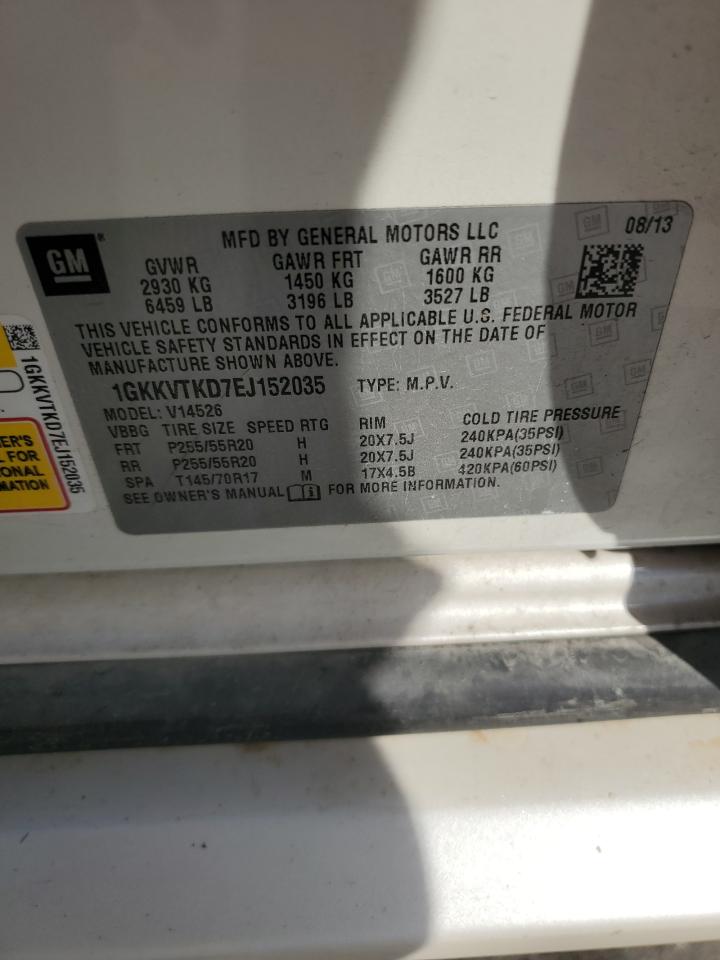 GM
MFD BY GENERAL MOTORS LLC
08/13
GVWR GAWR FRT GAWR RR
2930 KG 1450 KG 1600 KG
6459 LB 3196 LB 3527 LB
THIS VEHICLE CONFORMS TO ALL APPLICABLE U.S. FEDERAL MOTOR
VEHICLE SAFETY STANDARDS IN EFFECT ON THE DATE OF
MANUFACTURE SHOWN ABOVE.
1GKKVTKD7EJ152035 TYPE: M.P.V.
MODEL: V14526
VBBG TIRE SIZE SPEED RTG RIM COLD TIRE PRESSURE
FRT P255/55R20 H 20X7.5J 240KPA(35PSI)
RR P255/55R20 H 20X7.5J 240KPA(35PSI)
SPA T145/70R17 M 17X4.5B 420KPA(60PSI)
SEE OWNER'S MANUAL FOR MORE INFORMATION.
1GKKVTKD7EJ152035
FOR